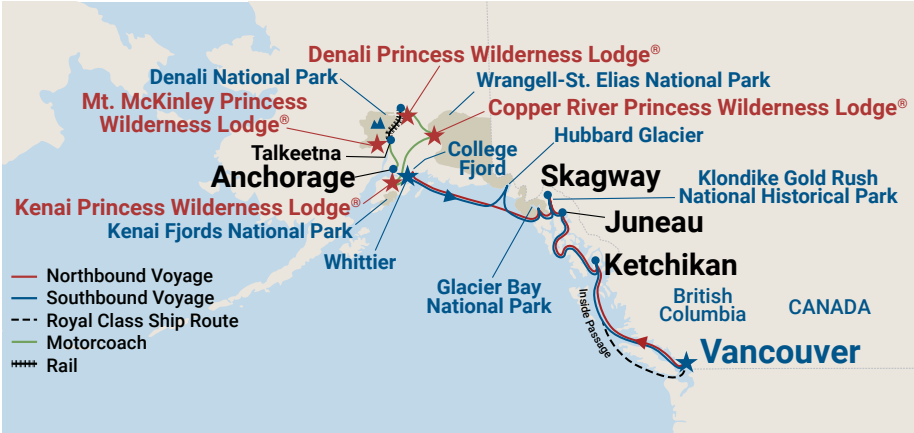 Denali Princess Wilderness Lodge®
Denali National Park
Wrangell-St. Elias National Park
Mt. McKinley Princess
Wilderness Lodge®
Copper River Princess Wilderness Lodge®
Hubbard Glacier
Talkeetna
College
Fjord
Anchorage
Skagway
Klondike Gold Rush
National Historical Park
Kenai Princess Wilderness Lodge®
Juneau
Kenai Fjords National Park
Whittier
Ketchikan
Glacier Bay
National Park
Northbound Voyage
Southbound Voyage
Royal Class Ship Route
Motorcoach
Rail
Inside Passage
British
Columbia
CANADA
Vancouver